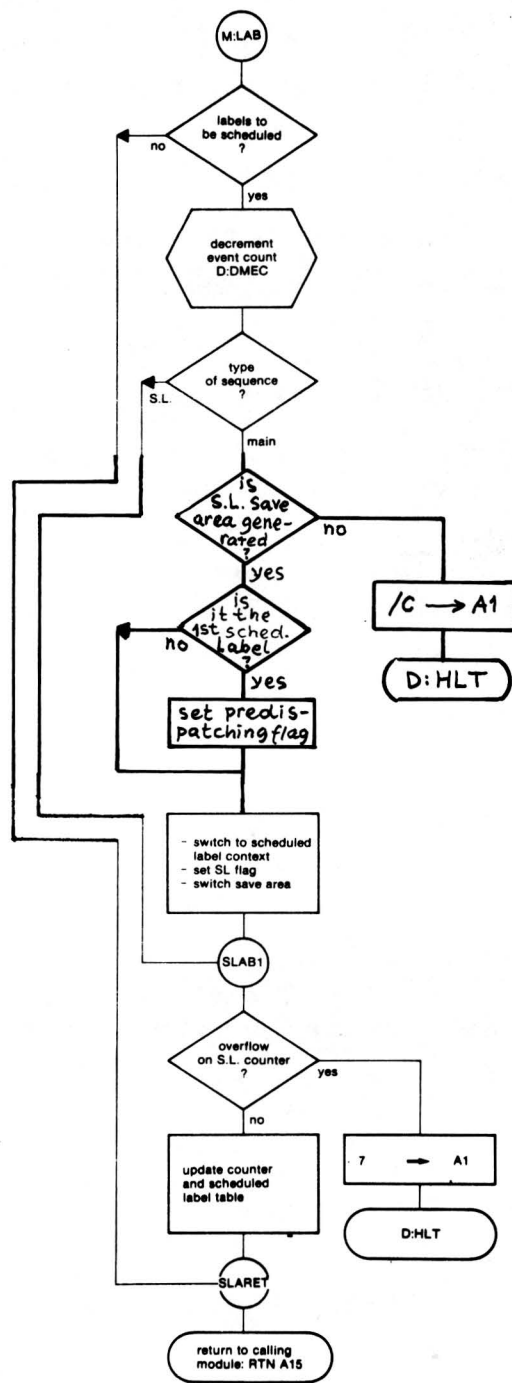 M:LAB
labels to
be scheduled
?
no
yes
decrement
event count
D:DMEC
type
of sequence
?
S.L.
main
is
S.L. Save
area gene-
rated
?
no
yes
/C → A1
D:HLT
is
it the
1st sched.
Label
?
no
yes
set predis-
patching flag
- switch to scheduled
label context
- set SL flag
- switch save area
SLAB1
overflow
on S.L. counter
?
yes
no
7 → A1
D:HLT
update counter
and scheduled
label table
SLARET
return to calling
module: RTN A15